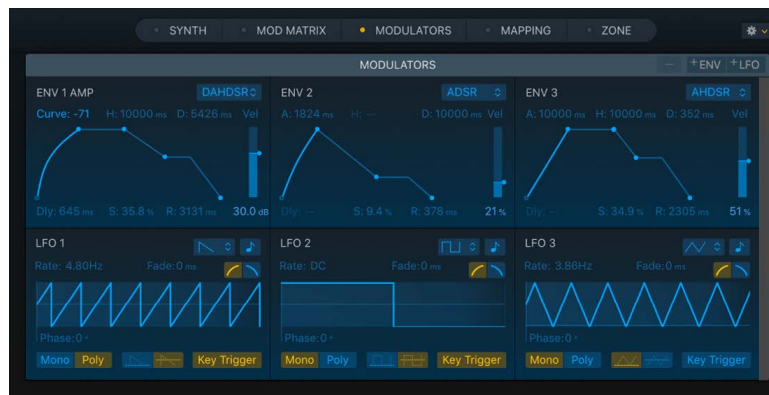 SYNTH MOD MATRIX MODULATORS MAPPING ZONE
MODULATORS − +ENV +LFO
ENV 1 AMP DAHDSR ENV 2 ADSR ENV 3 AHDSR
Curve: -71 H: 10000 ms D: 5426 ms Vel A: 1824 ms H: -- D: 10000 ms Vel A: 10000 ms H: 10000 ms D: 352 ms Vel
Dly: 645 ms S: 35.8 % R: 3131 ms 30.0 dB Dly: -- S: 9.4 % R: 378 ms 21 % Dly: -- S: 34.9 % R: 2305 ms 51 %
LFO 1 LFO 2 LFO 3
Rate: 4.80Hz Fade: 0 ms Rate: DC Fade: 0 ms Rate: 3.86Hz Fade: 0 ms
Phase: 0 ° Phase: 0 ° Phase: 0 °
Mono Poly Key Trigger Mono Poly Key Trigger Mono Poly Key Trigger